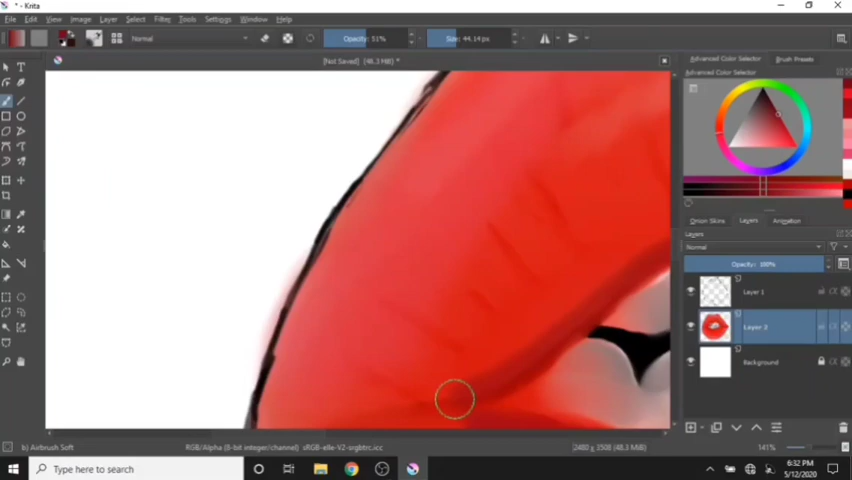 * - Krita
File Edit View Image Layer Select Filter Tools Settings Window Help
Normal Opacity: 51% Size: 44.14 px
[Not Saved] (48.3 MiB) *
Advanced Color Selector Brush Presets
Advanced Color Selector
Onion Skins Layers Animation
Layers
Normal
Opacity: 100%
Layer 1
Layer 2
Background
b) Airbrush Soft RGB/Alpha (8-bit integer/channel) sRGB-elle-V2-srgbtrc.icc 2480 x 3508 (48.3 MiB) 141%
Type here to search
6:32 PM
5/12/2020